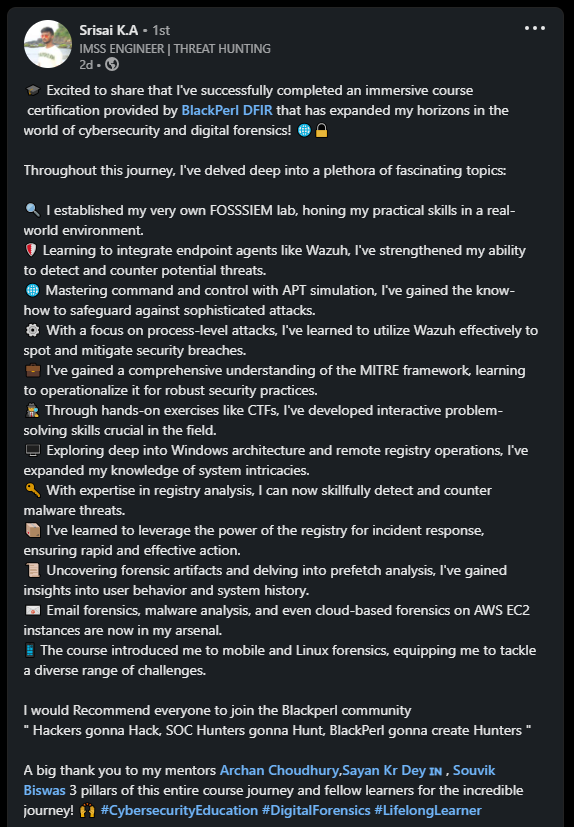 Srisai K.A • 1st
IMSS ENGINEER | THREAT HUNTING
2d •
🎓 Excited to share that I've successfully completed an immersive course
certification provided by BlackPerl DFIR that has expanded my horizons in the
world of cybersecurity and digital forensics! 🌐🔒
Throughout this journey, I've delved deep into a plethora of fascinating topics:
🔍 I established my very own FOSSSIEM lab, honing my practical skills in a real-
world environment.
🛡️ Learning to integrate endpoint agents like Wazuh, I've strengthened my ability
to detect and counter potential threats.
🌐 Mastering command and control with APT simulation, I've gained the know-
how to safeguard against sophisticated attacks.
⚙️ With a focus on process-level attacks, I've learned to utilize Wazuh effectively to
spot and mitigate security breaches.
💼 I've gained a comprehensive understanding of the MITRE framework, learning
to operationalize it for robust security practices.
🕵️ Through hands-on exercises like CTFs, I've developed interactive problem-
solving skills crucial in the field.
🖥️ Exploring deep into Windows architecture and remote registry operations, I've
expanded my knowledge of system intricacies.
🔑 With expertise in registry analysis, I can now skillfully detect and counter
malware threats.
📦 I've learned to leverage the power of the registry for incident response,
ensuring rapid and effective action.
📜 Uncovering forensic artifacts and delving into prefetch analysis, I've gained
insights into user behavior and system history.
📧 Email forensics, malware analysis, and even cloud-based forensics on AWS EC2
instances are now in my arsenal.
📱 The course introduced me to mobile and Linux forensics, equipping me to tackle
a diverse range of challenges.
I would Recommend everyone to join the Blackperl community
" Hackers gonna Hack, SOC Hunters gonna Hunt, BlackPerl gonna create Hunters "
A big thank you to my mentors Archan Choudhury,Sayan Kr Dey 🇮🇳 , Souvik
Biswas 3 pillars of this entire course journey and fellow learners for the incredible
journey! 🙌 #CybersecurityEducation #DigitalForensics #LifelongLearner